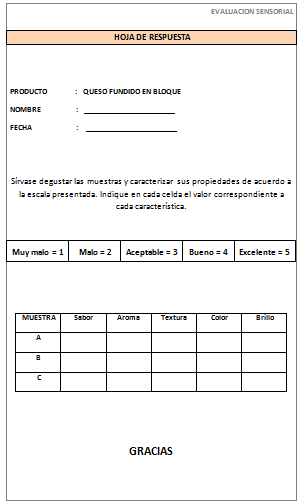 EVALUACION SENSORIAL
HOJA DE RESPUESTA
PRODUCTO : QUESO FUNDIDO EN BLOQUE
NOMBRE :
FECHA :
Sírvase degustar las muestras y caracterizar sus propiedades de acuerdo a
la escala presentada. Indique en cada celda el valor correspondiente a
cada característica.
Muy malo = 1 Malo = 2 Aceptable = 3 Bueno = 4 Excelente = 5
MUESTRA Sabor Aroma Textura Color Brillo
A
B
C
GRACIAS